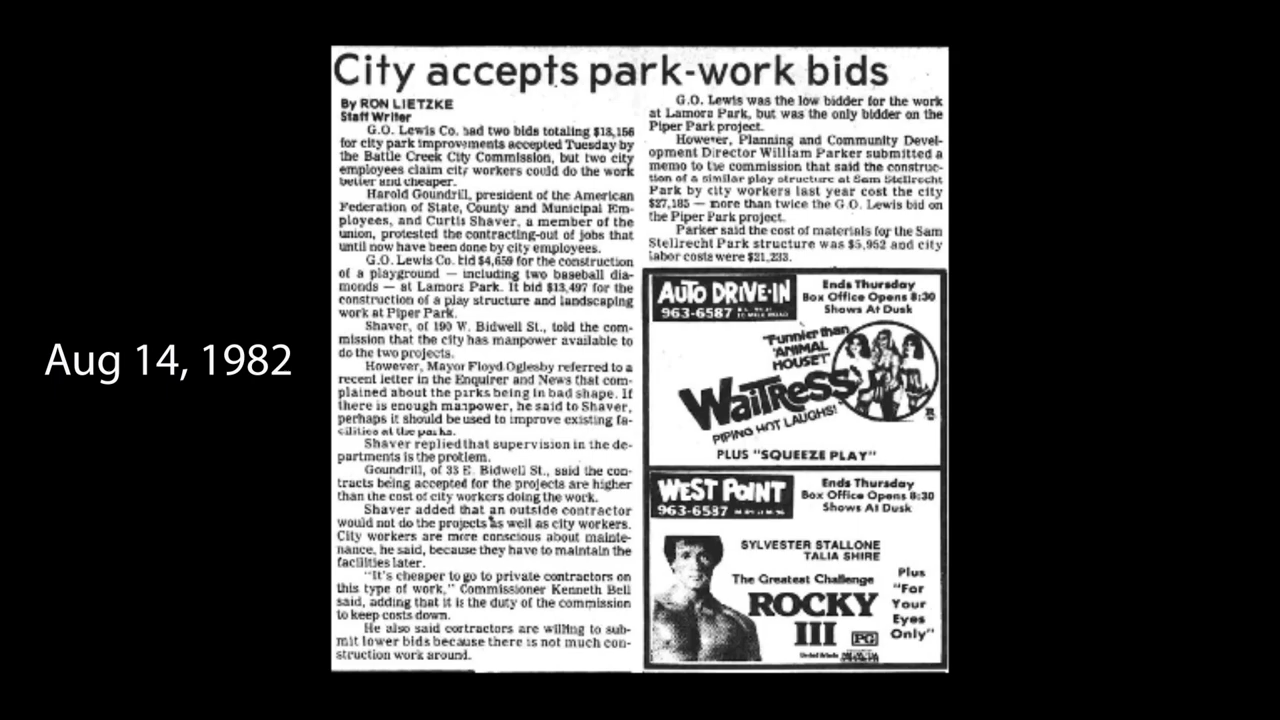 Aug 14, 1982
City accepts park-work bids
By RON LIETZKE
Staff Writer
G.O. Lewis Co. had two bids totaling $18,156
for city park improvements accepted Tuesday by
the Battle Creek City Commission, but two city
employees claim city workers could do the work
better and cheaper.
Harold Goundrill, president of the American
Federation of State, County and Municipal Em-
ployees, and Curtis Shaver, a member of the
union, protested the contracting-out of jobs that
until now have been done by city employees.
G.O. Lewis Co. bid $4,659 for the construction
of a playground — including two baseball dia-
monds — at Lamora Park. It bid $13,497 for the
construction of a play structure and landscaping
work at Piper Park.
Shaver, of 190 W. Bidwell St., told the com-
mission that the city has manpower available to
do the two projects.
However, Mayor Floyd Oglesby referred to a
recent letter in the Enquirer and News that com-
plained about the parks being in bad shape. If
there is enough manpower, he said to Shaver,
perhaps it should be used to improve existing fa-
cilities at the parks.
Shaver replied that supervision in the de-
partments is the problem.
Goundrill, of 33 E. Bidwell St., said the con-
tracts being accepted for the projects are higher
than the cost of city workers doing the work.
Shaver added that an outside contractor
would not do the projects as well as city workers.
City workers are more conscious about mainte-
nance, he said, because they have to maintain the
facilities later.
"It's cheaper to go to private contractors on
this type of work," Commissioner Kenneth Bell
said, adding that it is the duty of the commission
to keep costs down.
He also said contractors are willing to sub-
mit lower bids because there is not much con-
struction work around.
G.O. Lewis was the low bidder for the work
at Lamora Park, but was the only bidder on the
Piper Park project.
However, Planning and Community Devel-
opment Director William Parker submitted a
memo to the commission that said the construc-
tion of a similar play structure at Sam Stellrecht
Park by city workers last year cost the city
$27,185 — more than twice the G.O. Lewis bid on
the Piper Park project.
Parker said the cost of materials for the Sam
Stellrecht Park structure was $5,952 and city
labor costs were $21,233.
AUTO DRIVE-IN
963-6587
Ends Thursday
Box Office Opens 8:30
Shows At Dusk
"Funnier than
'ANIMAL
HOUSE'!"
WAITRESS
PIPING HOT LAUGHS!
R
PLUS "SQUEEZE PLAY"
WEST POINT
963-6587
Ends Thursday
Box Office Opens 8:30
Shows At Dusk
SYLVESTER STALLONE
TALIA SHIRE
The Greatest Challenge
ROCKY
III
PG
United Artists
Plus
"For
Your
Eyes
Only"